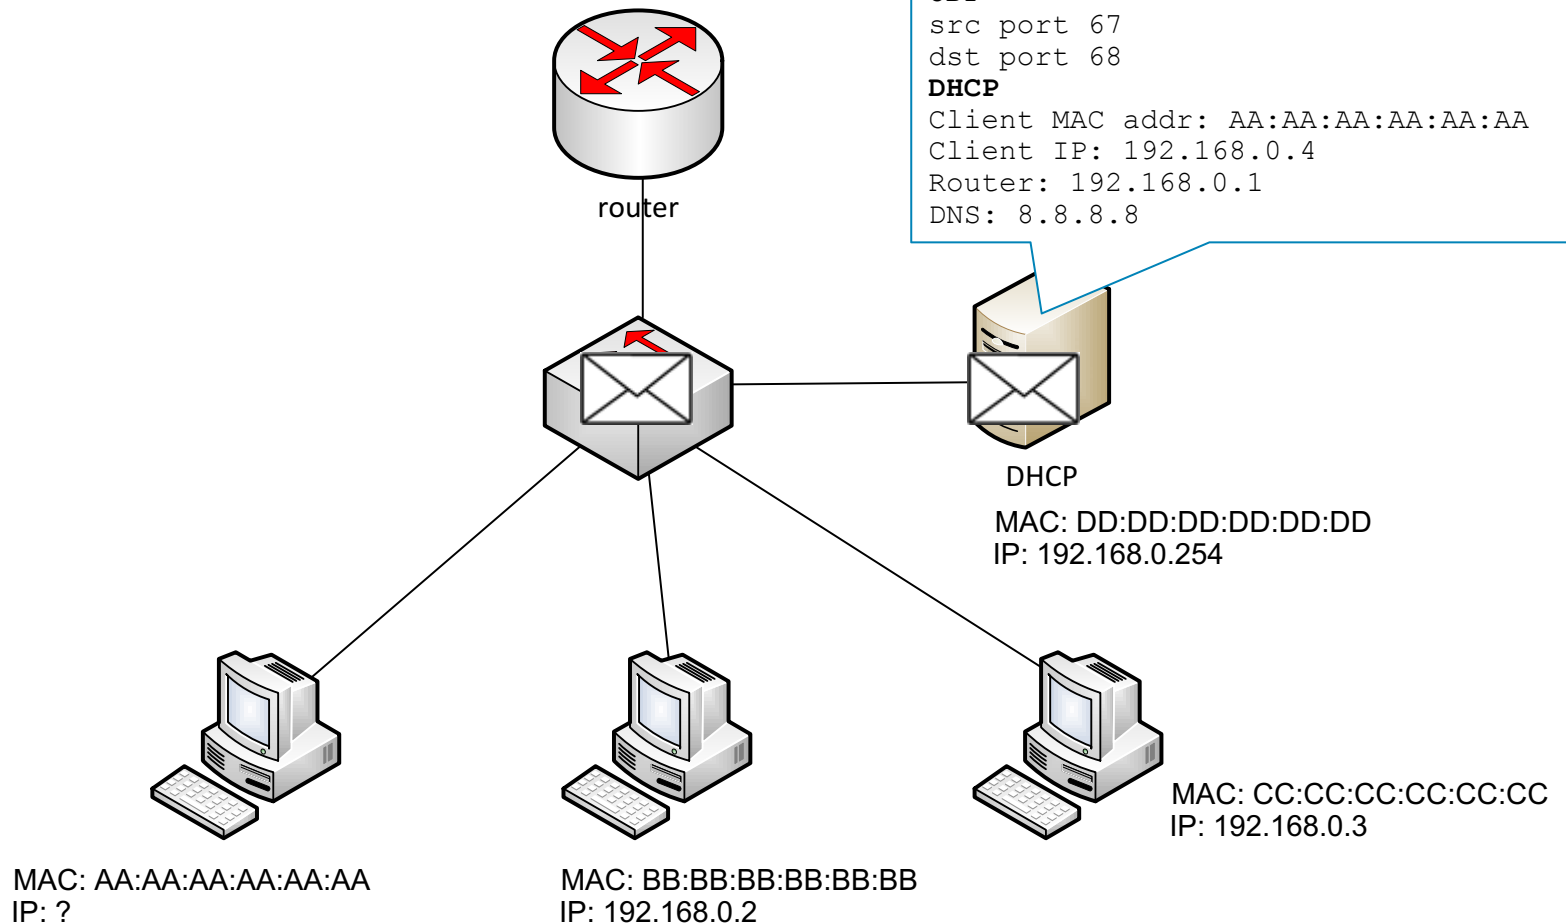 src port 67
dst port 68
DHCP
Client MAC addr: AA:AA:AA:AA:AA:AA
Client IP: 192.168.0.4
Router: 192.168.0.1
DNS: 8.8.8.8
router
DHCP
MAC: DD:DD:DD:DD:DD:DD
IP: 192.168.0.254
MAC: CC:CC:CC:CC:CC:CC
IP: 192.168.0.3
MAC: AA:AA:AA:AA:AA:AA
IP: ?
MAC: BB:BB:BB:BB:BB:BB
IP: 192.168.0.2